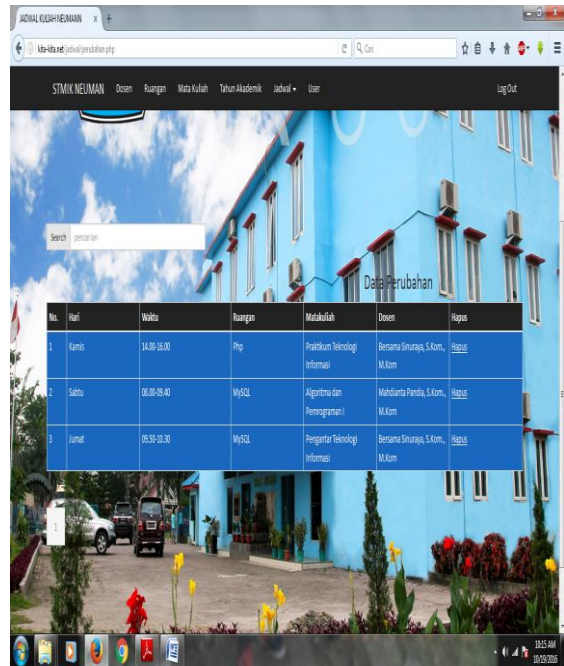 JADWAL KULIAH NEUMANN × +
kita-kita.net/jadwal/perubahan.php Cari
STMIK NEUMAN Dosen Ruangan Mata Kuliah Tahun Akademik Jadwal User Log Out
Search pencarian
Data Perubahan
No. Hari Waktu Ruangan Matakuliah Dosen Hapus
1 Kamis 14.00-16.00 Php Praktikum Teknologi Bersama Sinuraya, S.Kom., Hapus
Informasi M.Kom
2 Sabtu 08.00-09.40 MySQL Algoritma dan Mahdianta Pandia, S.Kom., Hapus
Pemrograman I M.Kom
3 Jumat 09.50-10.30 MySQL Pengantar Teknologi Bersama Sinuraya, S.Kom., Hapus
Informasi M.Kom
1
10:15 AM
10/19/2016